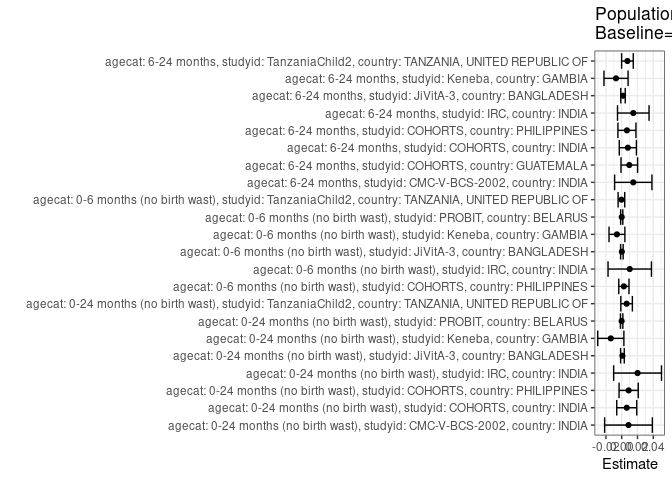 Population
Baseline=
agecat: 6-24 months, studyid: TanzaniaChild2, country: TANZANIA, UNITED REPUBLIC OF
agecat: 6-24 months, studyid: Keneba, country: GAMBIA
agecat: 6-24 months, studyid: JiVitA-3, country: BANGLADESH
agecat: 6-24 months, studyid: IRC, country: INDIA
agecat: 6-24 months, studyid: COHORTS, country: PHILIPPINES
agecat: 6-24 months, studyid: COHORTS, country: INDIA
agecat: 6-24 months, studyid: COHORTS, country: GUATEMALA
agecat: 6-24 months, studyid: CMC-V-BCS-2002, country: INDIA
agecat: 0-6 months (no birth wast), studyid: TanzaniaChild2, country: TANZANIA, UNITED REPUBLIC OF
agecat: 0-6 months (no birth wast), studyid: PROBIT, country: BELARUS
agecat: 0-6 months (no birth wast), studyid: Keneba, country: GAMBIA
agecat: 0-6 months (no birth wast), studyid: JiVitA-3, country: BANGLADESH
agecat: 0-6 months (no birth wast), studyid: IRC, country: INDIA
agecat: 0-6 months (no birth wast), studyid: COHORTS, country: PHILIPPINES
agecat: 0-24 months (no birth wast), studyid: TanzaniaChild2, country: TANZANIA, UNITED REPUBLIC OF
agecat: 0-24 months (no birth wast), studyid: PROBIT, country: BELARUS
agecat: 0-24 months (no birth wast), studyid: Keneba, country: GAMBIA
agecat: 0-24 months (no birth wast), studyid: JiVitA-3, country: BANGLADESH
agecat: 0-24 months (no birth wast), studyid: IRC, country: INDIA
agecat: 0-24 months (no birth wast), studyid: COHORTS, country: PHILIPPINES
agecat: 0-24 months (no birth wast), studyid: COHORTS, country: INDIA
agecat: 0-24 months (no birth wast), studyid: CMC-V-BCS-2002, country: INDIA
-0.02 0.00 0.02 0.04
Estimate